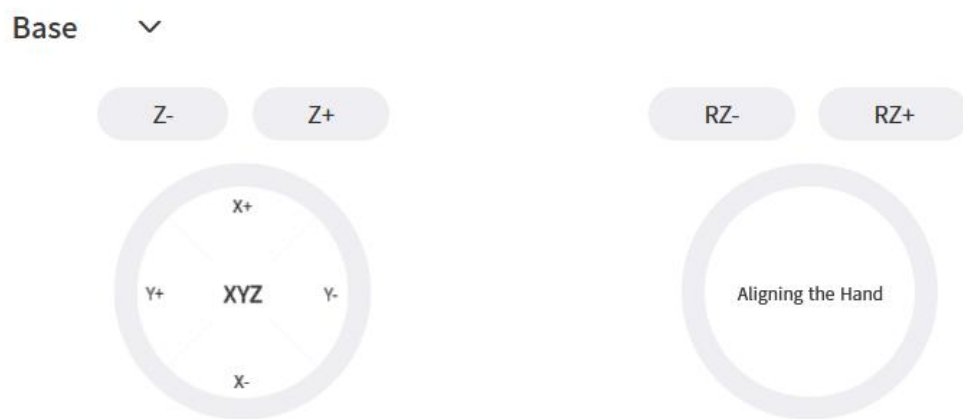 Base
Z- Z+ RZ- RZ+
X+
Y+ XYZ Y- Aligning the Hand
X-